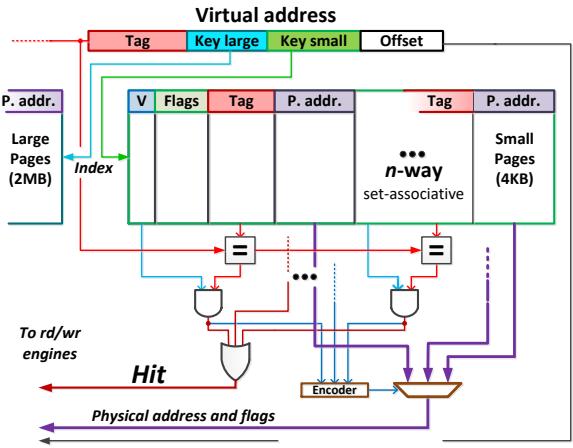 Virtual address
Tag Key large Key small Offset
P. addr. V Flags Tag P. addr. Tag P. addr.
Large
Pages
(2MB)
Index
n-way
set-associative
Small
Pages
(4KB)
= =
To rd/wr
engines
Hit
Encoder
Physical address and flags